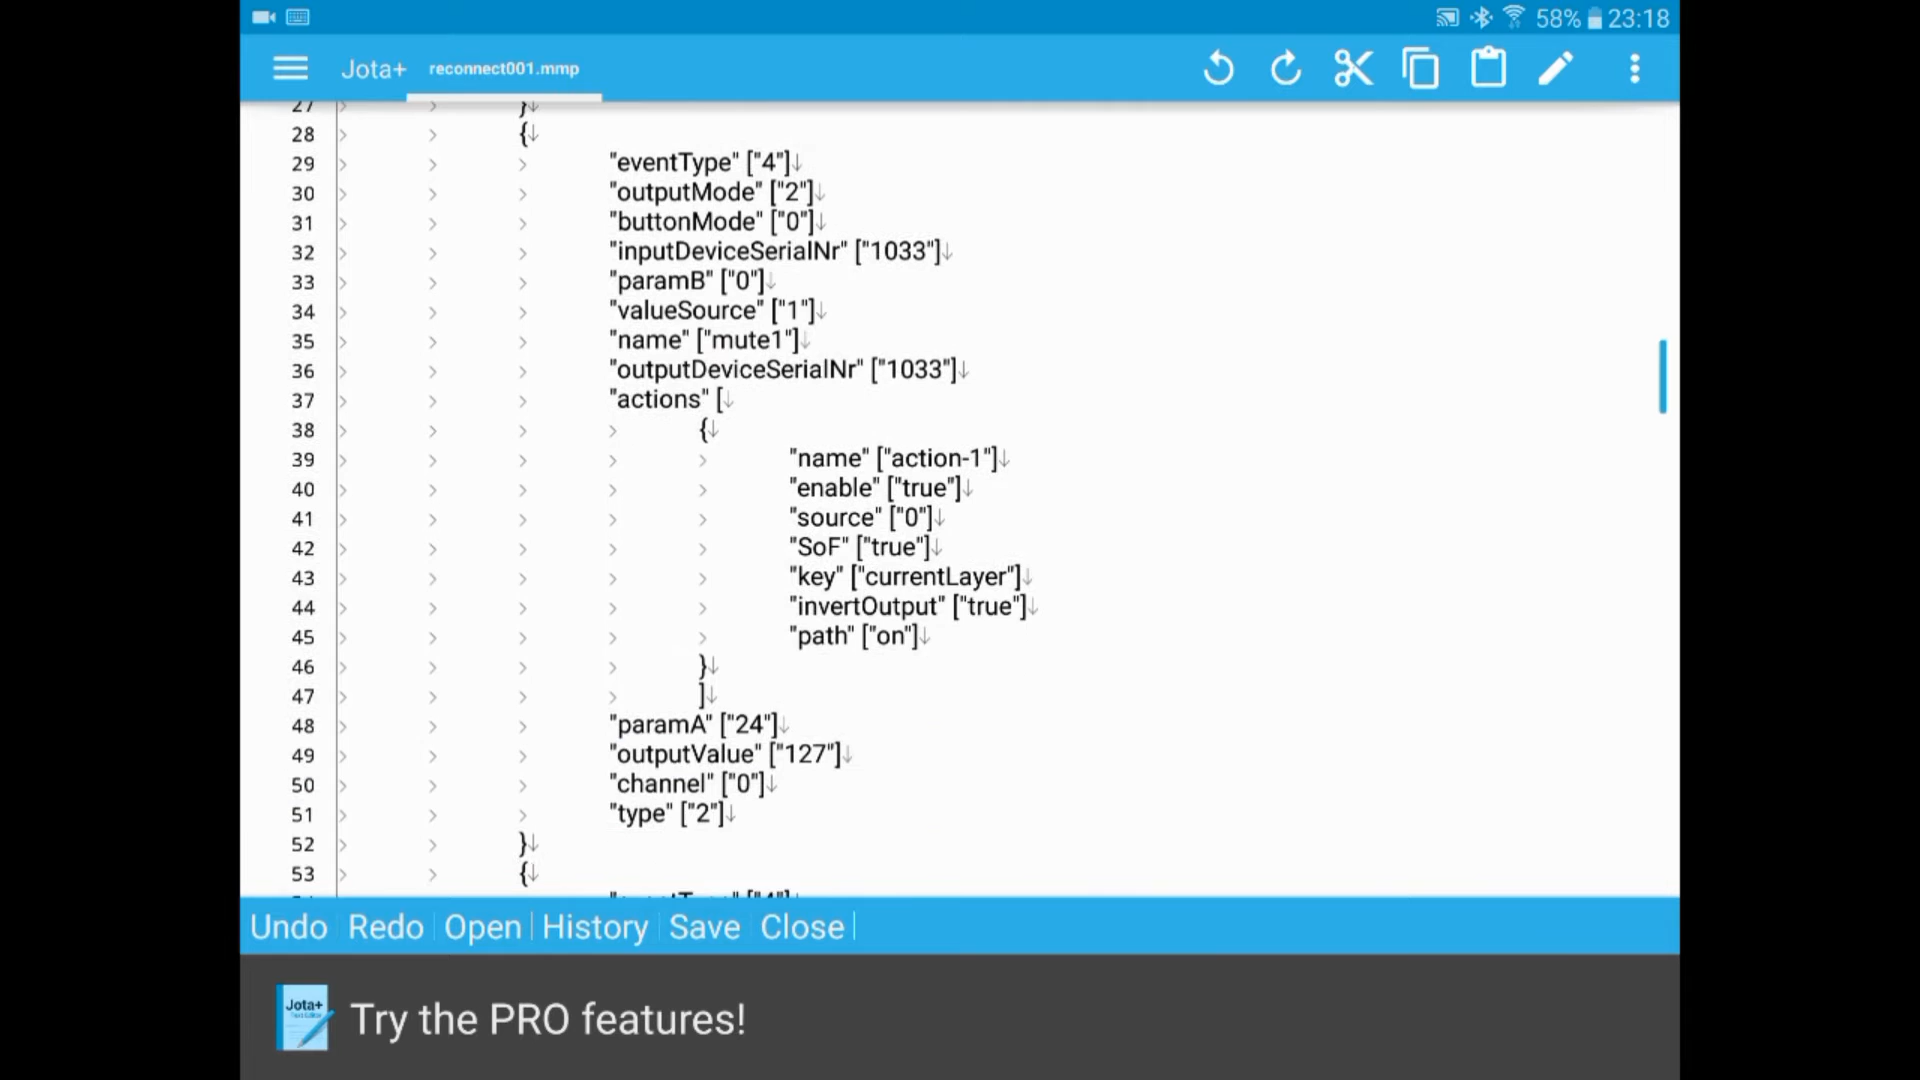 58% 23:18
Jota+ reconnect001.mmp
27 }
28 {
29 "eventType" ["4"]
30 "outputMode" ["2"]
31 "buttonMode" ["0"]
32 "inputDeviceSerialNr" ["1033"]
33 "paramB" ["0"]
34 "valueSource" ["1"]
35 "name" ["mute1"]
36 "outputDeviceSerialNr" ["1033"]
37 "actions" [
38 {
39 "name" ["action-1"]
40 "enable" ["true"]
41 "source" ["0"]
42 "SoF" ["true"]
43 "key" ["currentLayer"]
44 "invertOutput" ["true"]
45 "path" ["on"]
46 }
47 ]
48 "paramA" ["24"]
49 "outputValue" ["127"]
50 "channel" ["0"]
51 "type" ["2"]
52 }
53 {
Undo Redo Open History Save Close
Jota+
Try the PRO features!